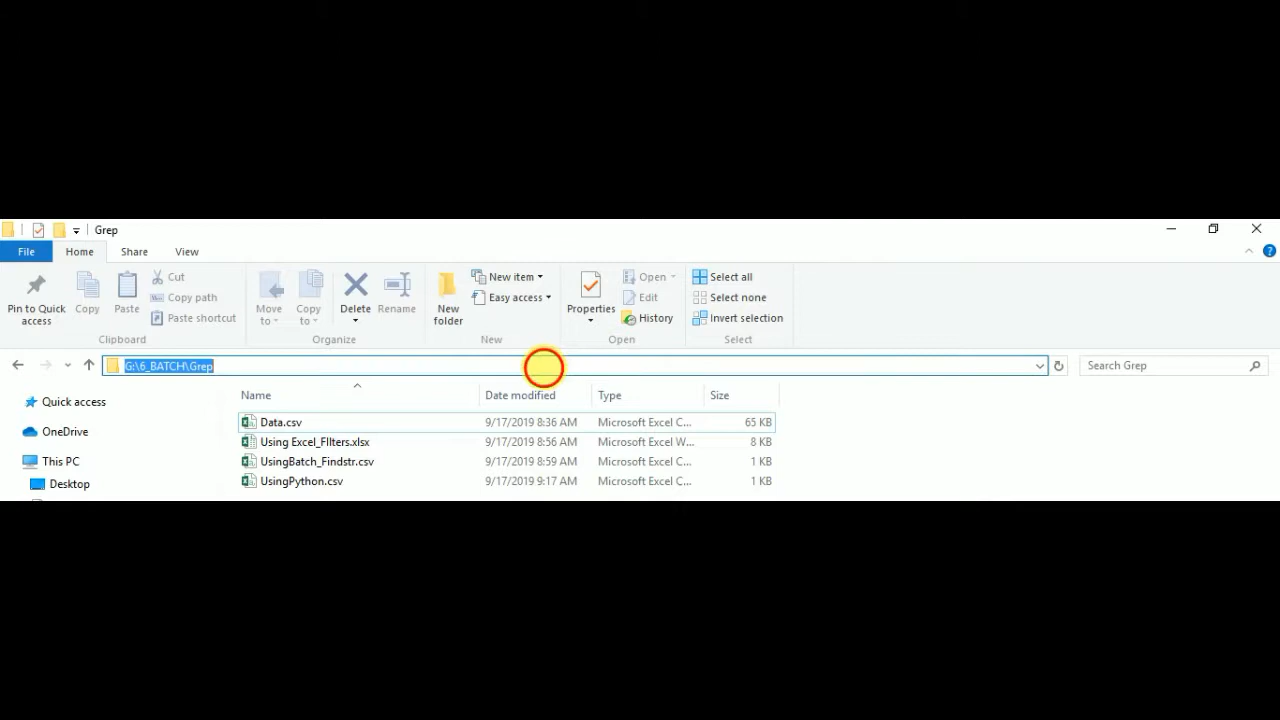 Grep
File Home Share View
Pin to Quick access
Copy
Paste
Cut
Copy path
Paste shortcut
Clipboard
Move to
Copy to
Delete
Rename
Organize
New folder
New item
Easy access
New
Properties
Open
Edit
History
Open
Select all
Select none
Invert selection
Select
G:\6_BATCH\Grep
Search Grep
Quick access
OneDrive
This PC
Desktop
Name Date modified Type Size
Data.csv 9/17/2019 8:36 AM Microsoft Excel C... 65 KB
Using Excel_FIlters.xlsx 9/17/2019 8:56 AM Microsoft Excel W... 8 KB
UsingBatch_Findstr.csv 9/17/2019 8:59 AM Microsoft Excel C... 1 KB
UsingPython.csv 9/17/2019 9:17 AM Microsoft Excel C... 1 KB